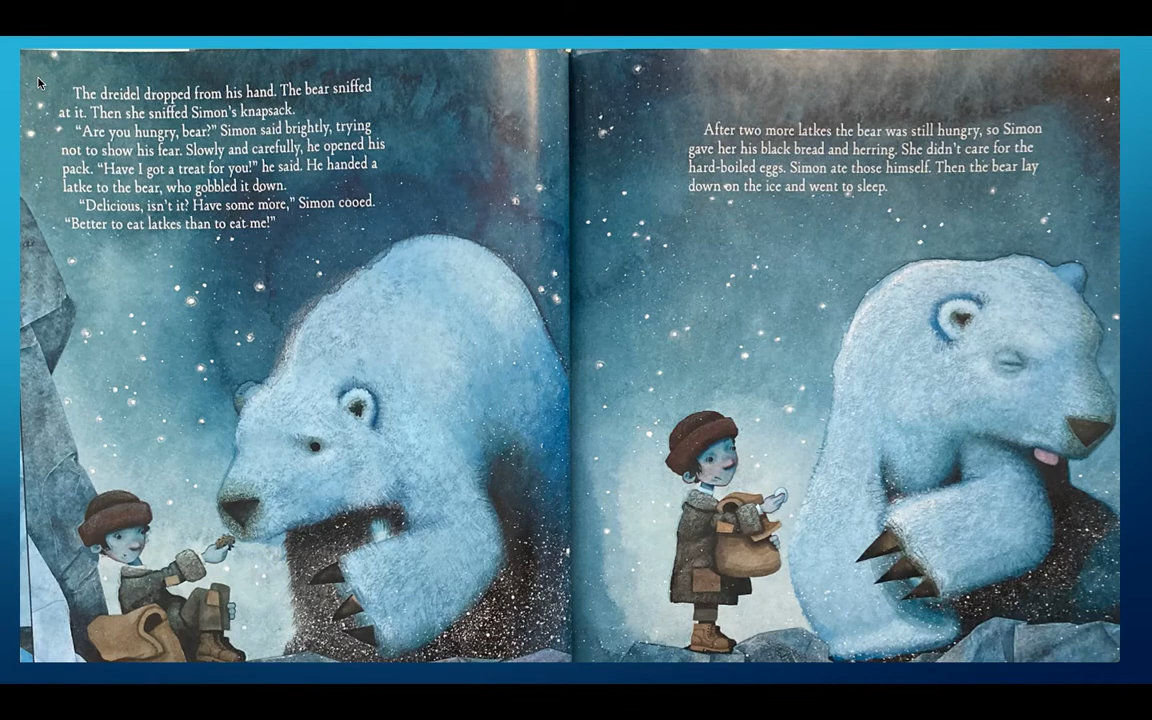 The dreidel dropped from his hand. The bear sniffed
at it. Then she sniffed Simon's knapsack.
“Are you hungry, bear?” Simon said brightly, trying
not to show his fear. Slowly and carefully, he opened his
pack. “Have I got a treat for you!” he said. He handed a
latke to the bear, who gobbled it down.
“Delicious, isn't it? Have some more,” Simon cooed.
“Better to eat latkes than to eat me!”
After two more latkes the bear was still hungry, so Simon
gave her his black bread and herring. She didn't care for the
hard-boiled eggs. Simon ate those himself. Then the bear lay
down on the ice and went to sleep.